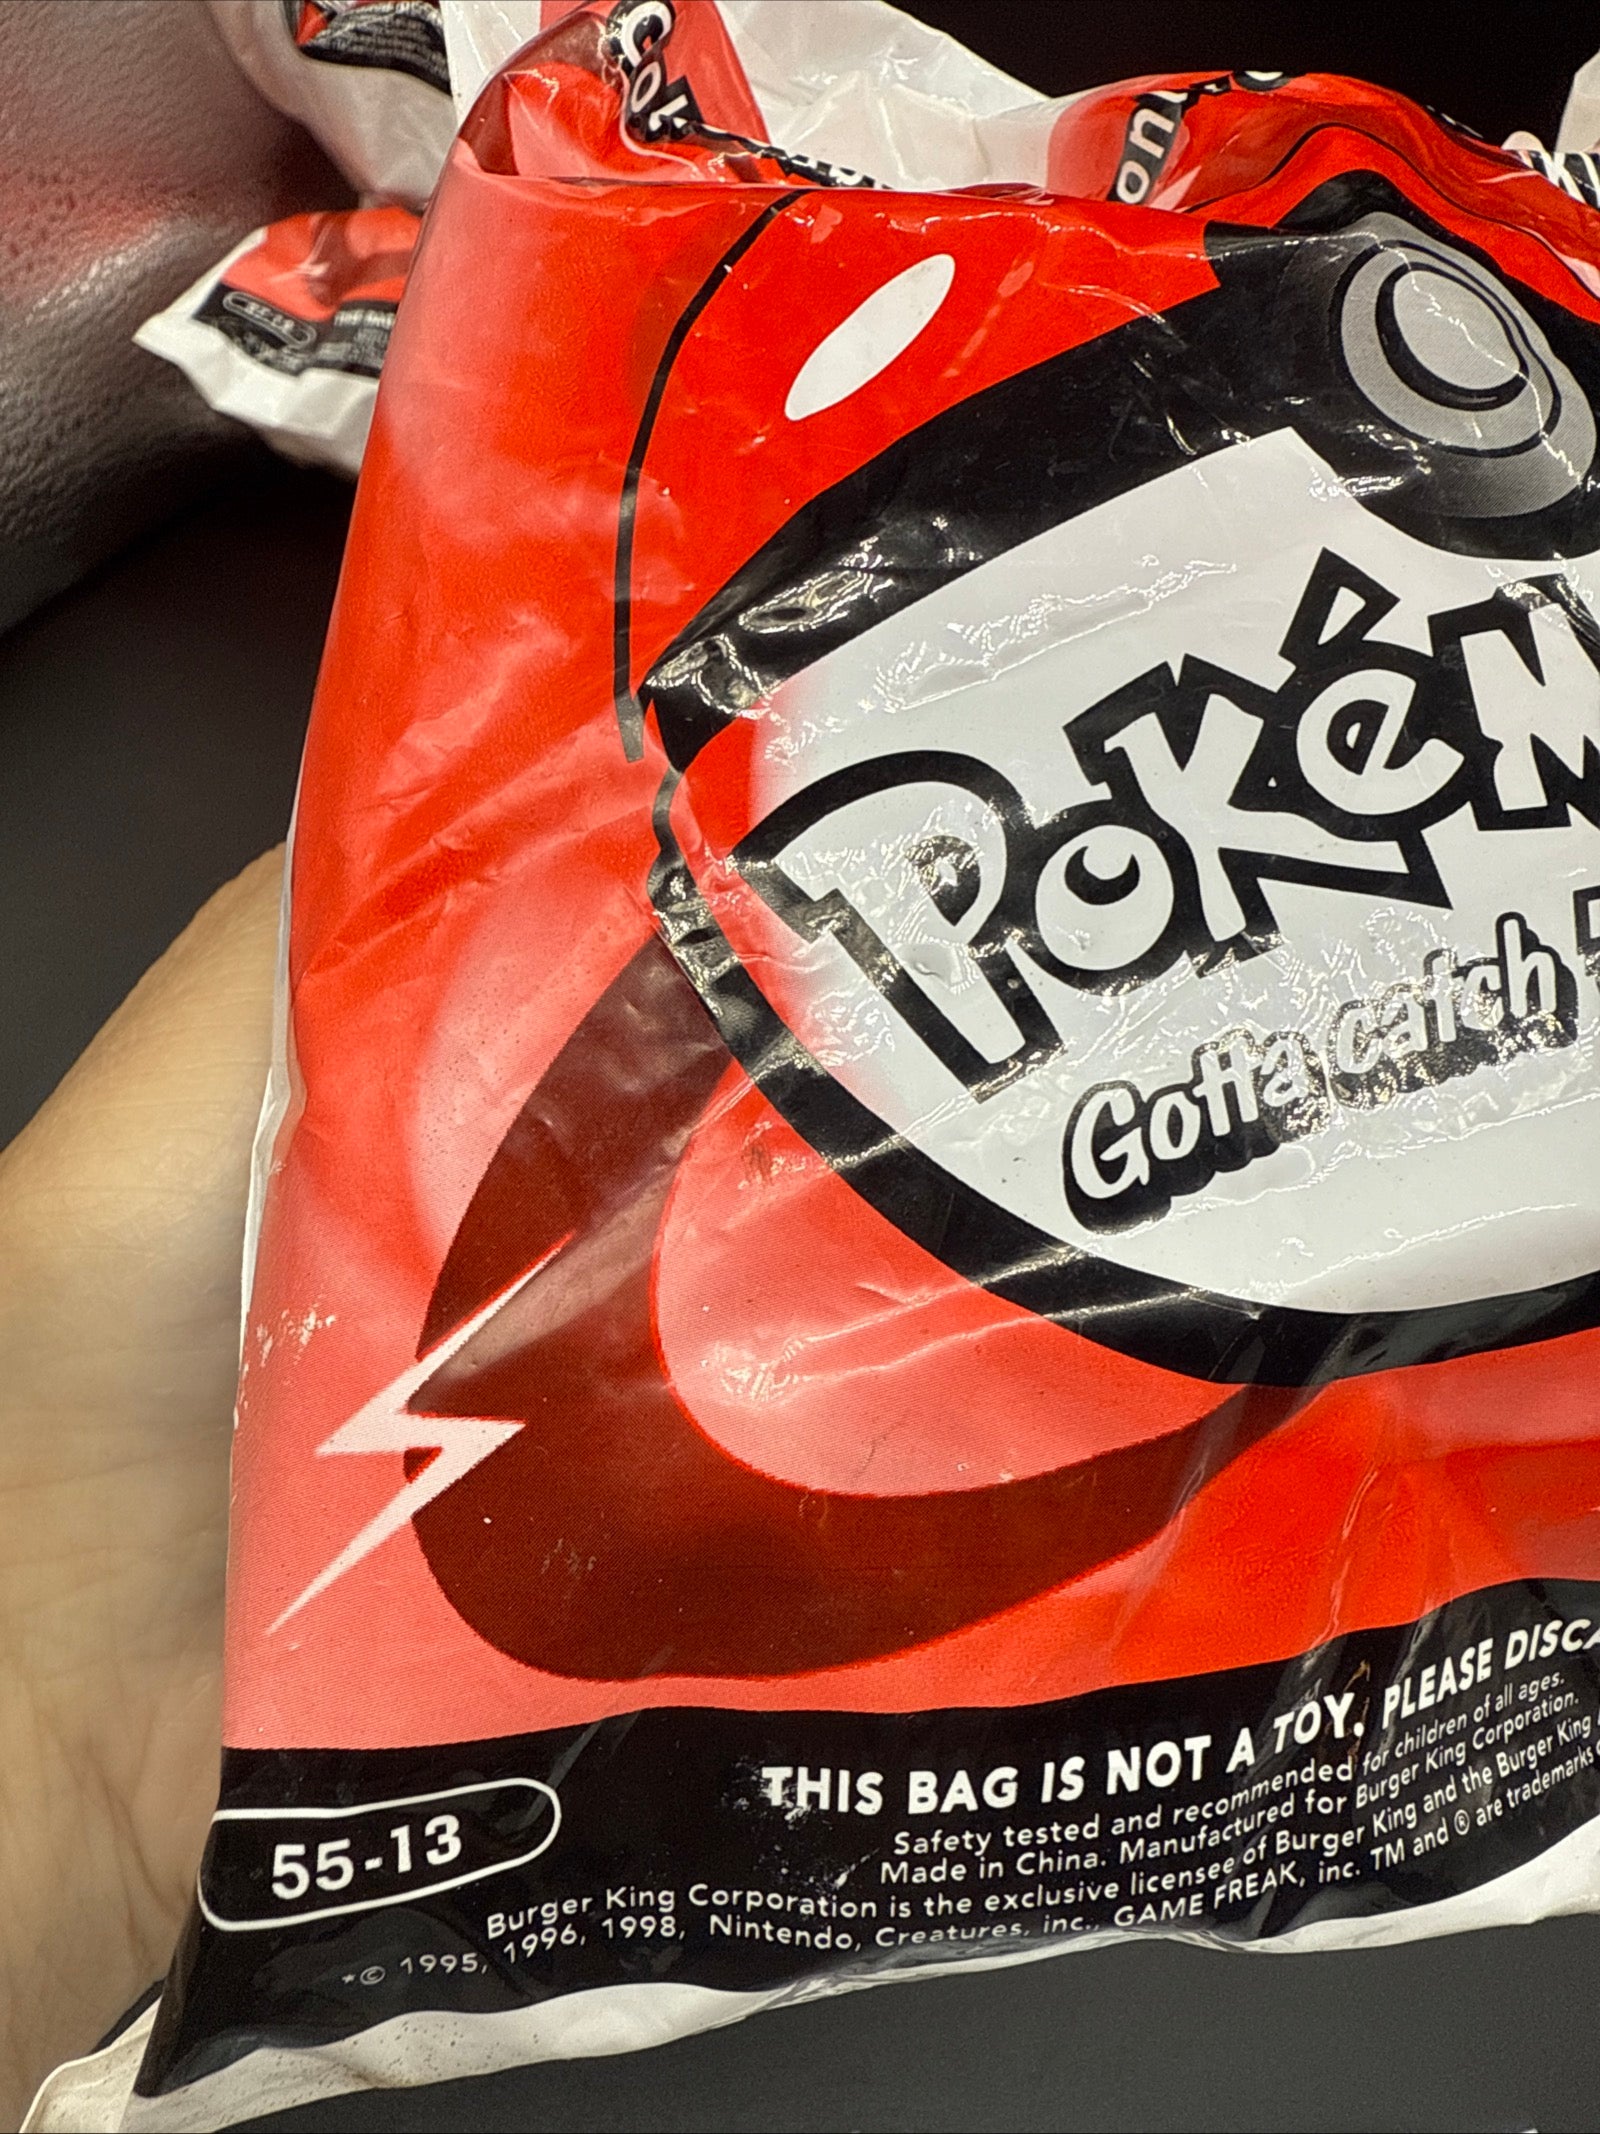 Pokém
Gotta catch
THIS BAG IS NOT A TOY. PLEASE DISCA
Safety tested and recommended for children of all ages.
Made in China. Manufactured for Burger King Corporation.
Burger King Corporation is the exclusive licensee of Burger King and the Burger King
*© 1995, 1996, 1998, Nintendo, Creatures, inc., GAME FREAK, inc. TM and ® are trademarks
55-13